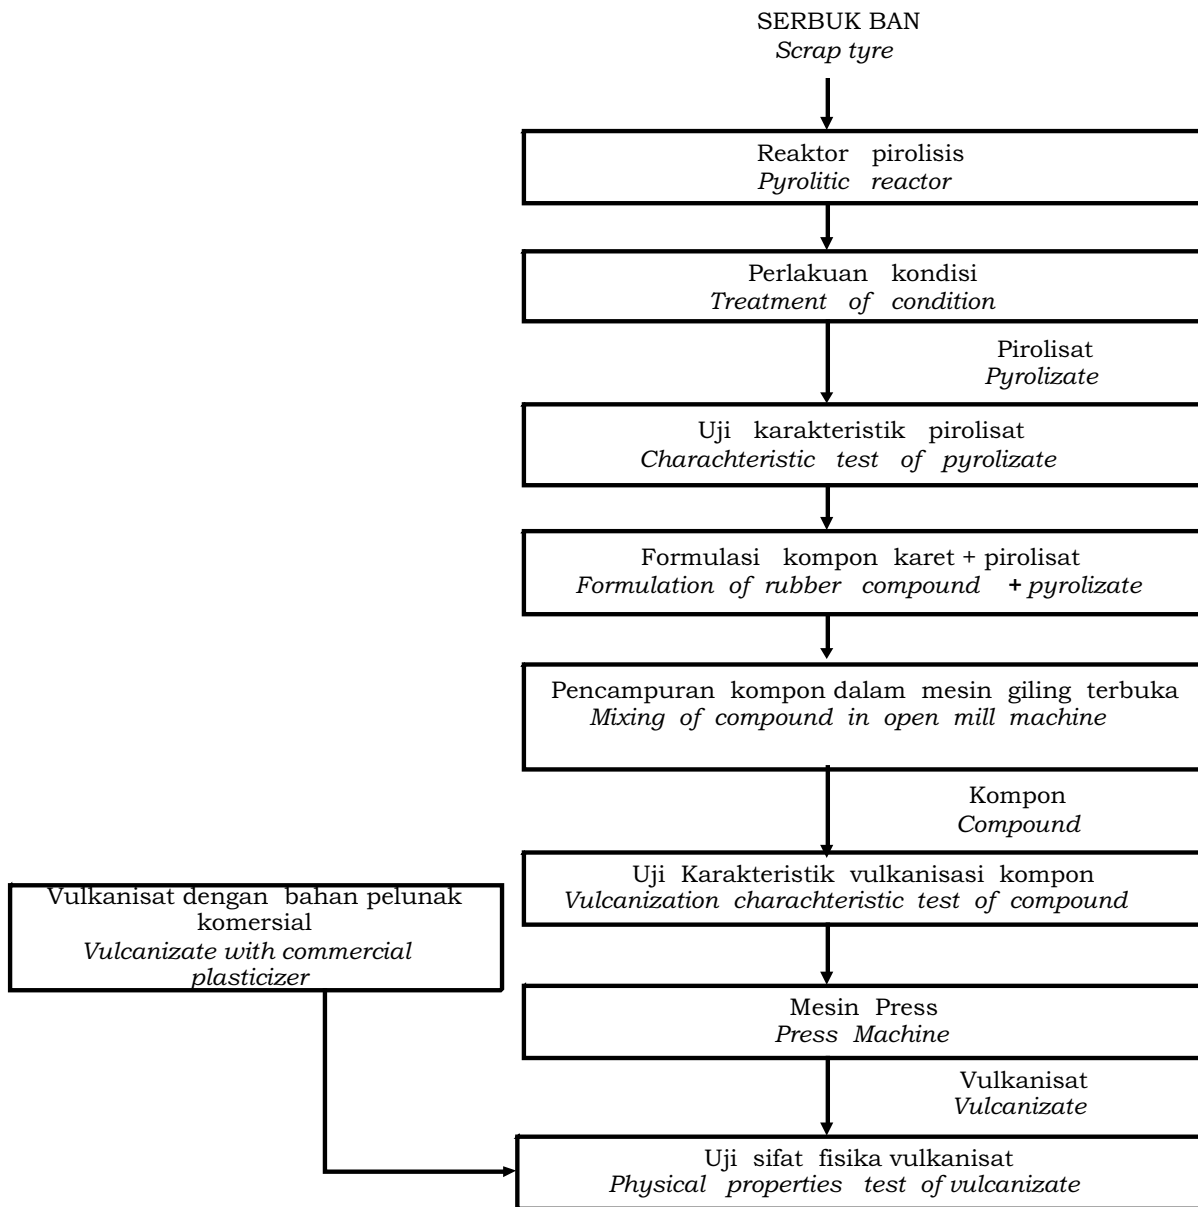 SERBUK BAN
Scrap tyre
Reaktor pirolisis
Pyrolitic reactor
Perlakuan kondisi
Treatment of condition
Pirolisat
Pyrolizate
Uji karakteristik pirolisat
Charachteristic test of pyrolizate
Formulasi kompon karet + pirolisat
Formulation of rubber compound + pyrolizate
Pencampuran kompon dalam mesin giling terbuka
Mixing of compound in open mill machine
Kompon
Compound
Uji Karakteristik vulkanisasi kompon
Vulcanization charachteristic test of compound
Vulkanisat dengan bahan pelunak
komersial
Vulcanizate with commercial
plasticizer
Mesin Press
Press Machine
Vulkanisat
Vulcanizate
Uji sifat fisika vulkanisat
Physical properties test of vulcanizate